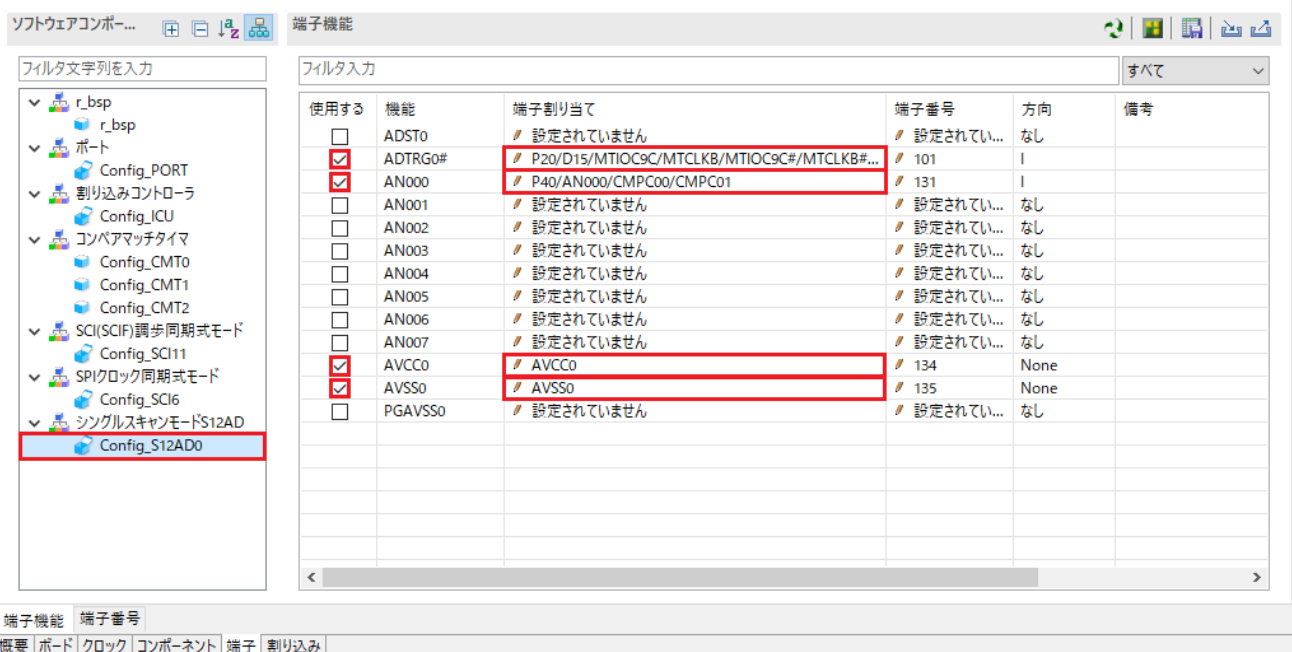 ソフトウェアコンポー... 端子機能
フィルタ文字列を入力 フィルタ入力 すべて
r_bsp
r_bsp
ポート
Config_PORT
割り込みコントローラ
Config_ICU
コンペアマッチタイマ
Config_CMT0
Config_CMT1
Config_CMT2
SCI(SCIF)調歩同期式モード
Config_SCI11
SPIクロック同期式モード
Config_SCI6
シングルスキャンモードS12AD
Config_S12AD0
使用する 機能 端子割り当て 端子番号 方向 備考
ADST0 設定されていません 設定されてい... なし
ADTRG0# P20/D15/MTIOC9C/MTCLKB/MTIOC9C#/MTCLKB#... 101 I
AN000 P40/AN000/CMPC00/CMPC01 131 I
AN001 設定されていません 設定されてい... なし
AN002 設定されていません 設定されてい... なし
AN003 設定されていません 設定されてい... なし
AN004 設定されていません 設定されてい... なし
AN005 設定されていません 設定されてい... なし
AN006 設定されていません 設定されてい... なし
AN007 設定されていません 設定されてい... なし
AVCC0 AVCC0 134 None
AVSS0 AVSS0 135 None
PGAVSS0 設定されていません 設定されてい... なし
端子機能 端子番号
概要 ボード クロック コンポーネント 端子 割り込み